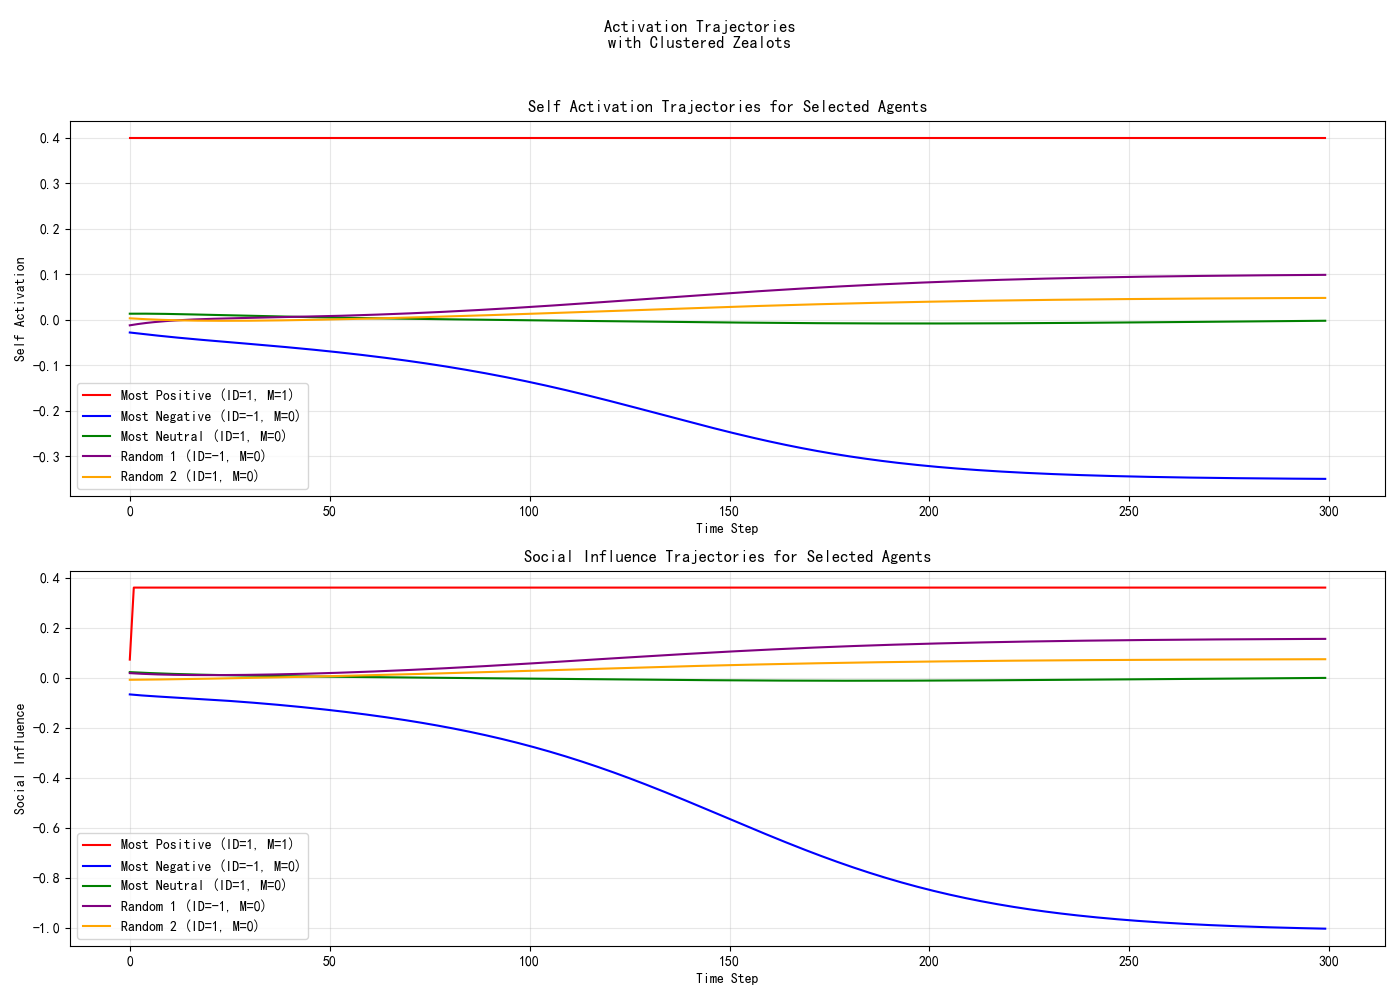 Activation Trajectories
with Clustered Zealots
Self Activation Trajectories for Selected Agents
0.4
0.3
0.2
0.1
0.0
−0.1
−0.2
−0.3
Self Activation
Most Positive (ID=1, M=1)
Most Negative (ID=-1, M=0)
Most Neutral (ID=1, M=0)
Random 1 (ID=-1, M=0)
Random 2 (ID=1, M=0)
0 50 100 150 200 250 300
Time Step
Social Influence Trajectories for Selected Agents
0.4
0.2
0.0
−0.2
−0.4
−0.6
−0.8
−1.0
Social Influence
Most Positive (ID=1, M=1)
Most Negative (ID=-1, M=0)
Most Neutral (ID=1, M=0)
Random 1 (ID=-1, M=0)
Random 2 (ID=1, M=0)
0 50 100 150 200 250 300
Time Step